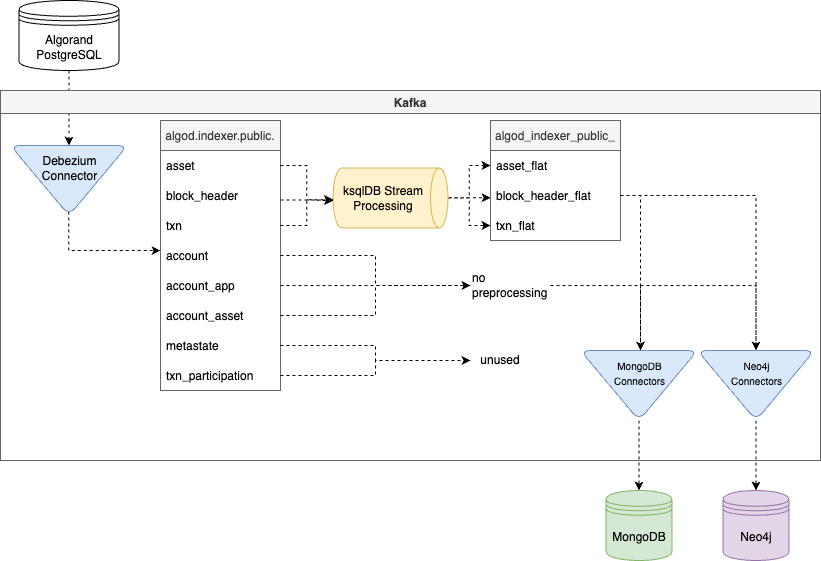 Algorand
PostgreSQL
Kafka
Debezium
Connector
algod.indexer.public.
asset
block_header
txn
account
account_app
account_asset
metastate
txn_participation
ksqlDB Stream
Processing
algod_indexer_public_
asset_flat
block_header_flat
txn_flat
no
preprocessing
unused
MongoDB
Connectors
Neo4j
Connectors
MongoDB
Neo4j